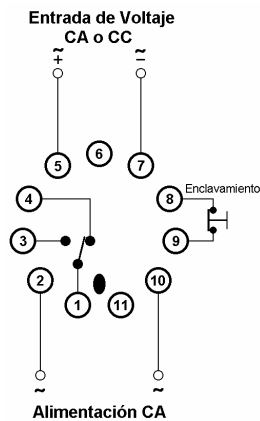 Entrada de Voltaje
CA o CC
~ ~
+ −
5 6 7
4 8 Enclavamiento
3 9
2 10
1 11
~ ~
Alimentación CA